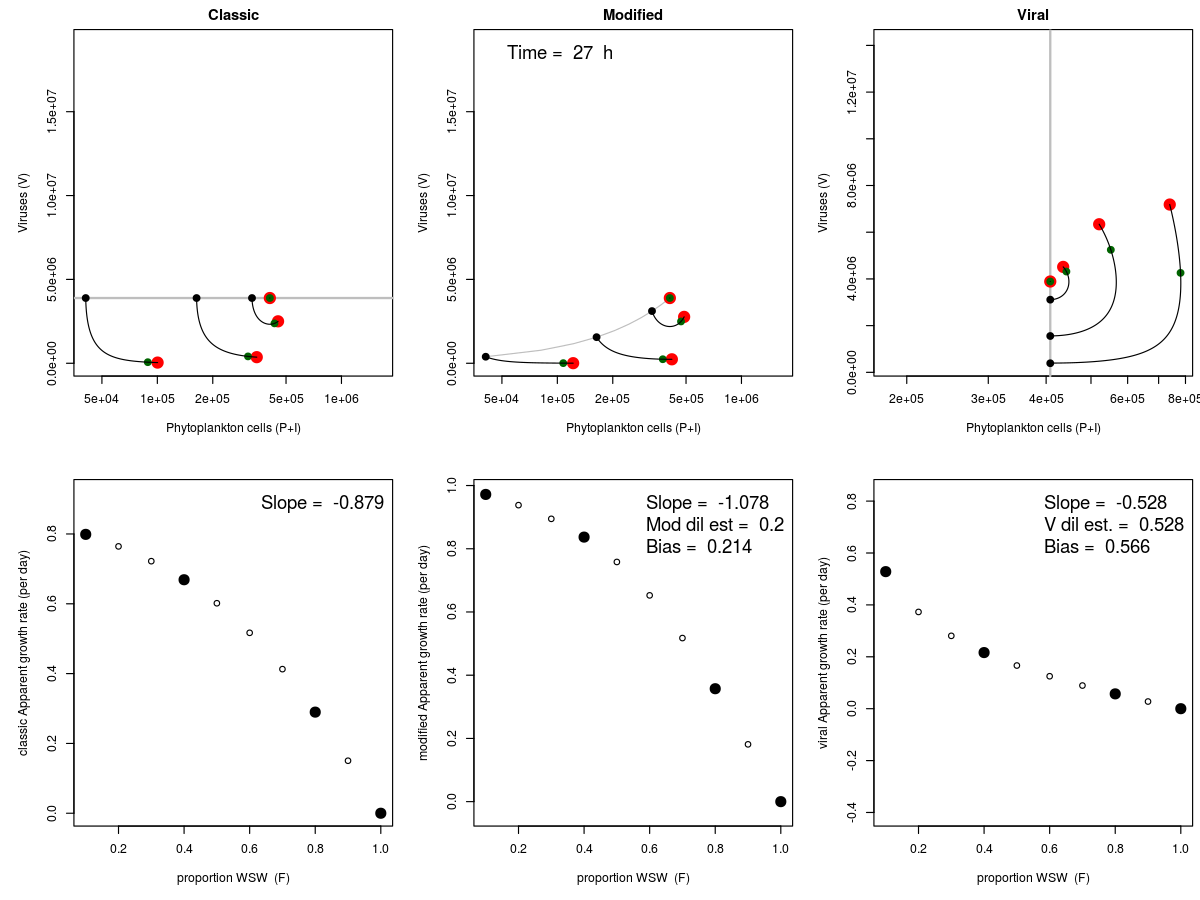 Classic
Modified
Viral
Time =  27  h
Viruses (V)
0.0e+00
5.0e+06
1.0e+07
1.5e+07
5e+04
1e+05
2e+05
5e+05
1e+06
Phytoplankton cells (P+I)
Viruses (V)
0.0e+00
5.0e+06
1.0e+07
1.5e+07
5e+04
1e+05
2e+05
5e+05
1e+06
Phytoplankton cells (P+I)
Viruses (V)
0.0e+00
4.0e+06
8.0e+06
1.2e+07
2e+05
3e+05
4e+05
6e+05
8e+05
Phytoplankton cells (P+I)
Slope =  -0.879
classic Apparent growth rate (per day)
0.0
0.2
0.4
0.6
0.8
0.2
0.4
0.6
0.8
1.0
proportion WSW  (F)
Slope =  -1.078
Mod dil est =  0.2
Bias =  0.214
modified Apparent growth rate (per day)
0.0
0.2
0.4
0.6
0.8
1.0
0.2
0.4
0.6
0.8
1.0
proportion WSW  (F)
Slope =  -0.528
V dil est. =  0.528
Bias =  0.566
viral Apparent growth rate (per day)
-0.4
-0.2
0.0
0.2
0.4
0.6
0.8
0.2
0.4
0.6
0.8
1.0
proportion WSW  (F)